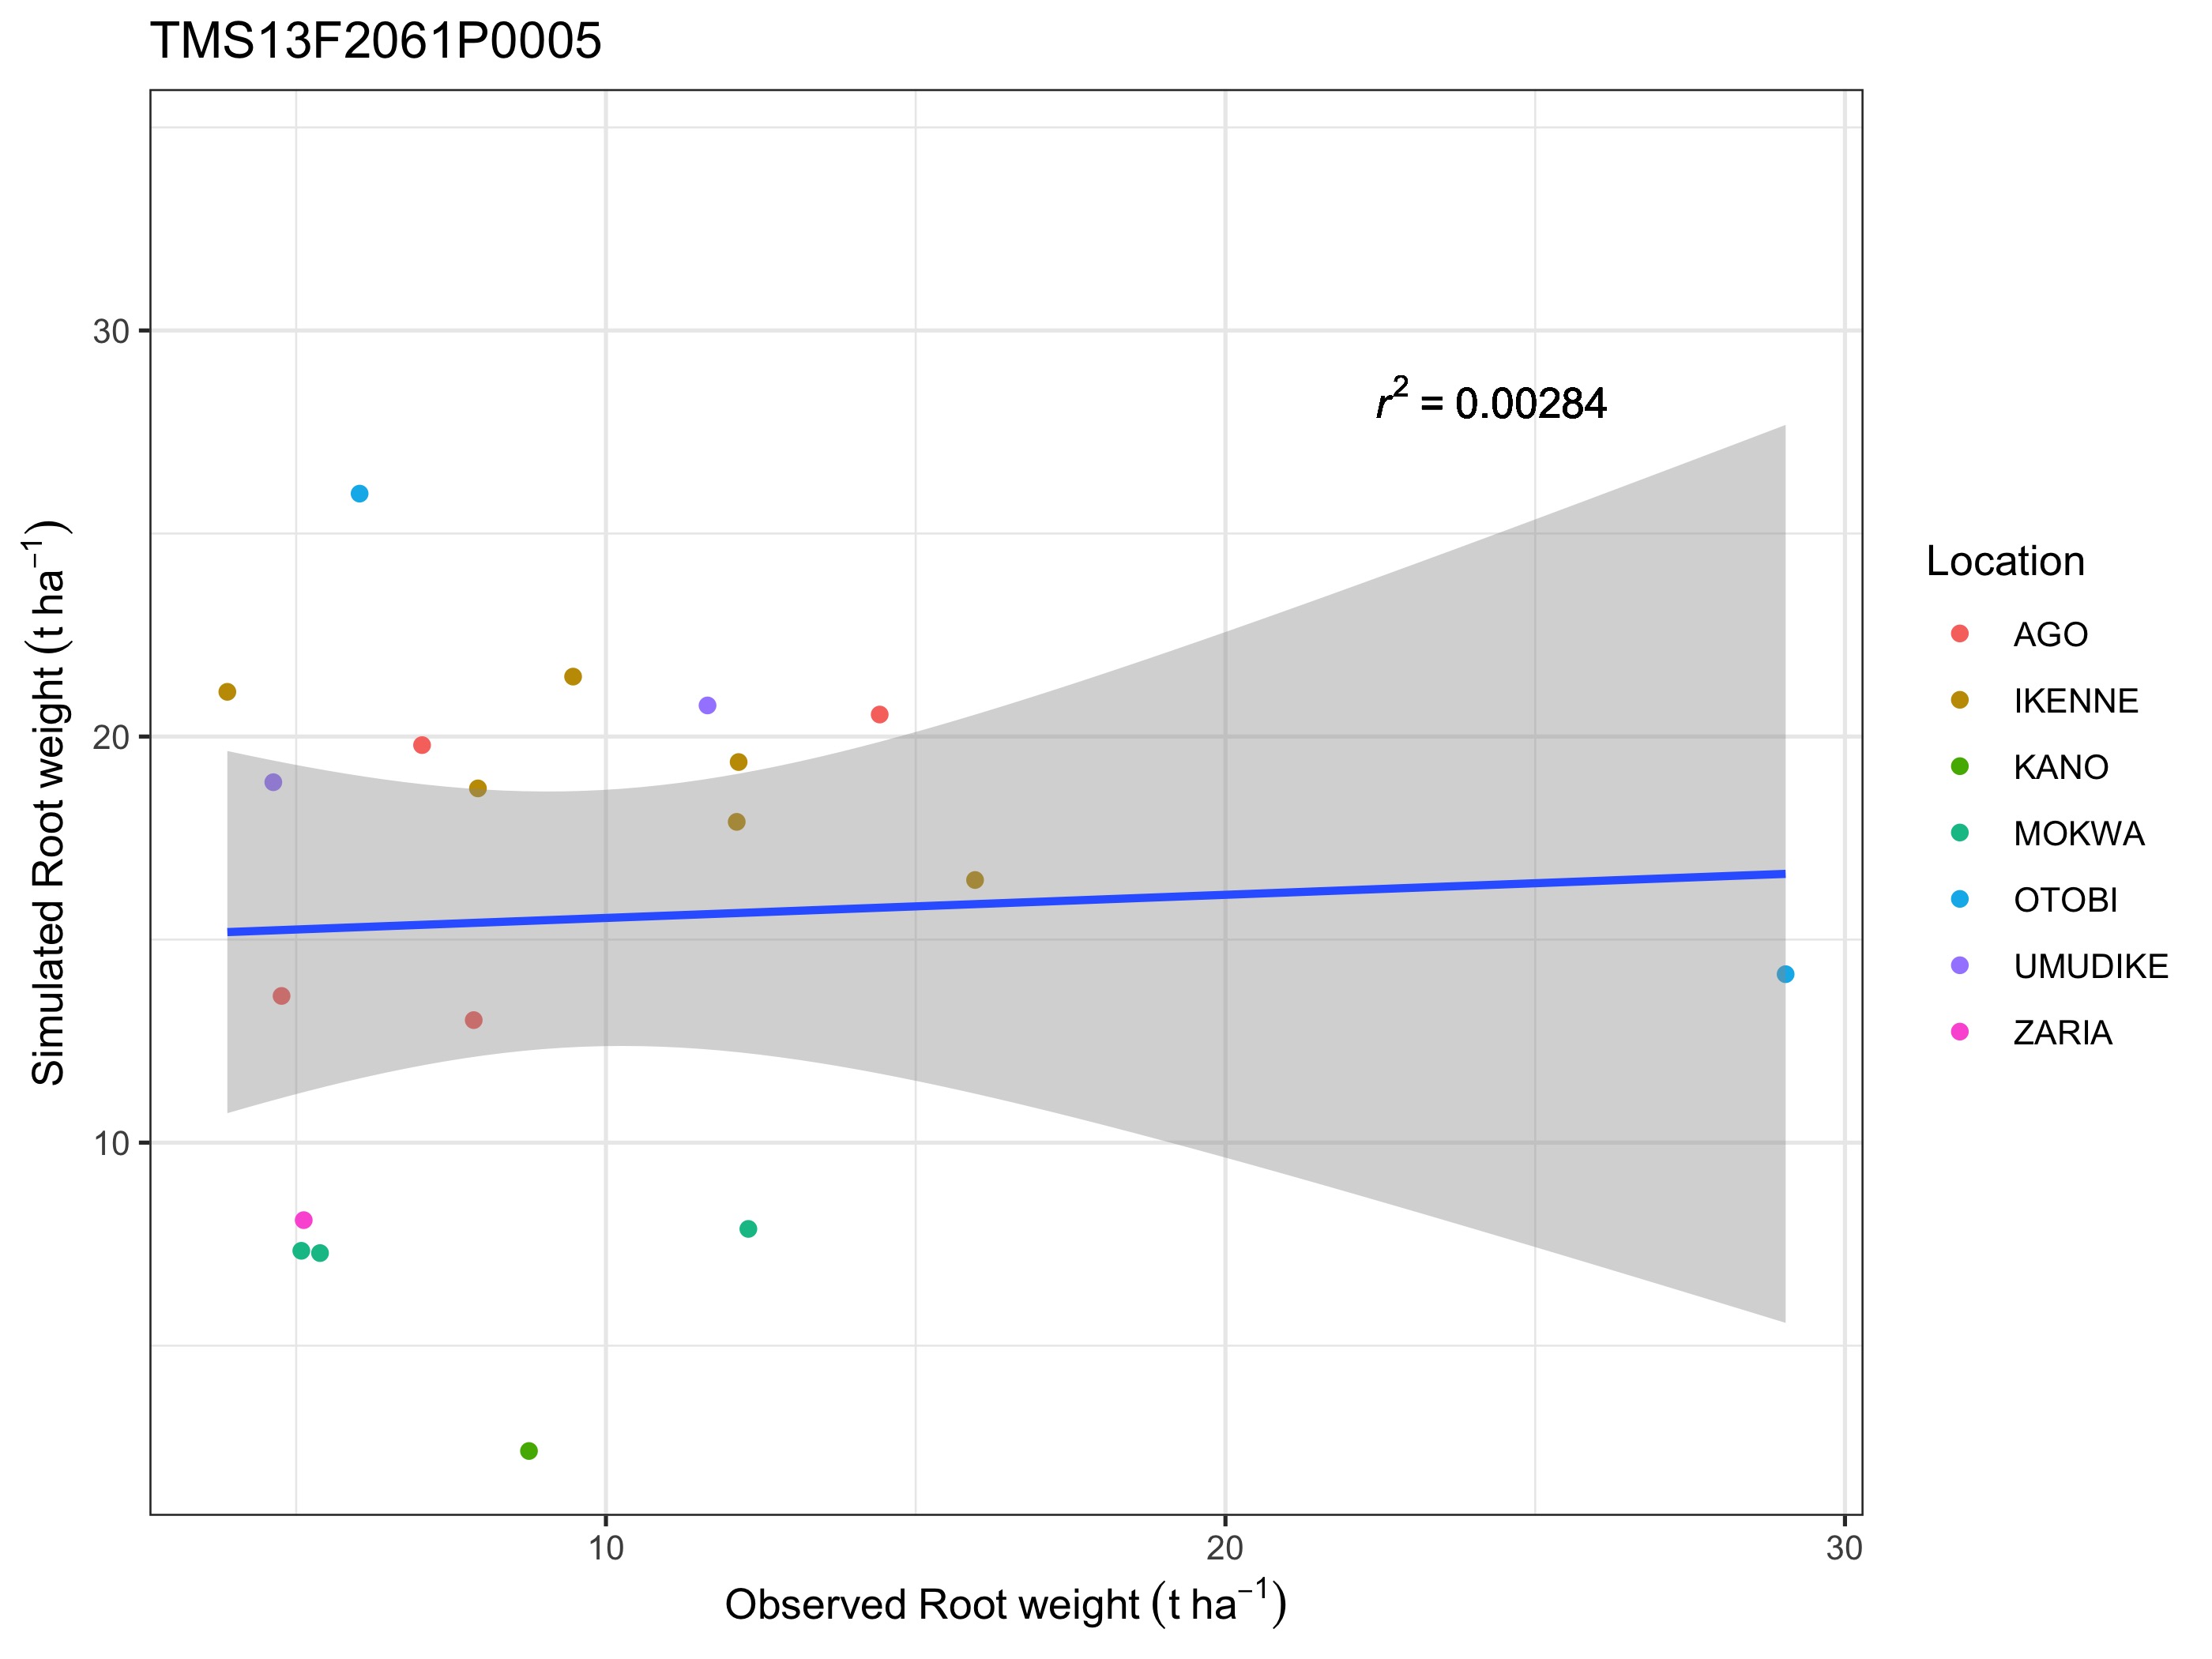 TMS13F2061P0005
30
20
10
Simulated Root weight (t ha⁻¹)
r² = 0.00284
10
20
30
Observed Root weight (t ha⁻¹)
Location
AGO
IKENNE
KANO
MOKWA
OTOBI
UMUDIKE
ZARIA